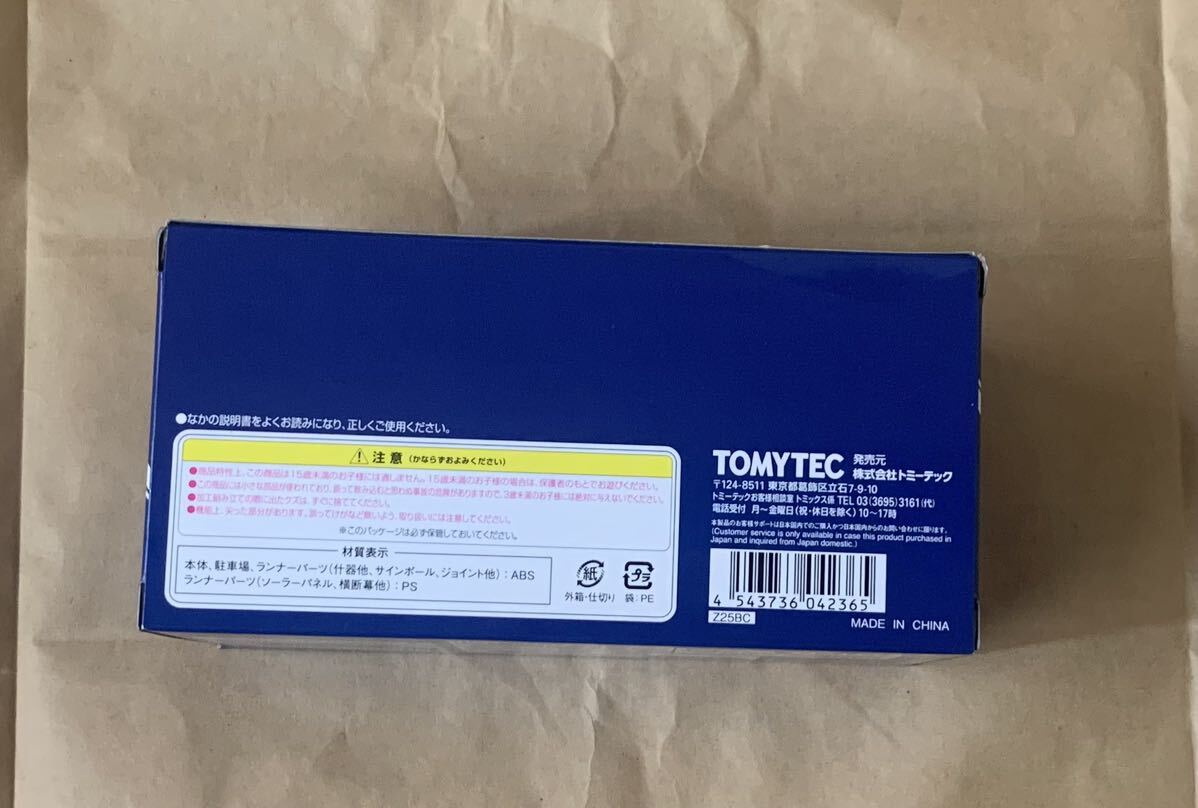 ●なかの説明書をよくお読みになり、正しくご使用ください。
注意 (かならずおよみください)
●商品特性上、この商品は15歳未満のお子様には適しません。15歳未満のお子様の場合は、保護者のもとでお遊びください。
●この商品には小さな部品が使われており、誤って飲み込むと思わぬ事故の危険がありますので、3歳未満のお子様には絶対に与えないでください。
●加工組み立ての際に出たクズは、すぐに捨ててください。
●機能上、尖った部分があります。誤ってけがなど無いよう、取り扱いには注意してください。
※このパッケージは必ず保管しておいてください。
材質表示
本体、駐車場、ランナーパーツ(什器他、サインポール、ジョイント他):ABS
ランナーパーツ(ソーラーパネル、横断幕他):PS
紙
外箱・仕切り
プラ
袋:PE
TOMYTEC 発売元 株式会社トミーテック
〒124-8511 東京都葛飾区立石7-9-10
トミーテックお客様相談室 トミックス係 TEL 03(3695)3161(代)
電話受付 月〜金曜日(祝・休日を除く)10〜17時
本製品のお客様サポートは日本国内でのご購入かつ日本国内からのお問い合わせに限ります。
(Customer service is only available in case this product purchased in
Japan and inquired from Japan domestic.)
4 543736 042365
Z25BC
MADE IN CHINA